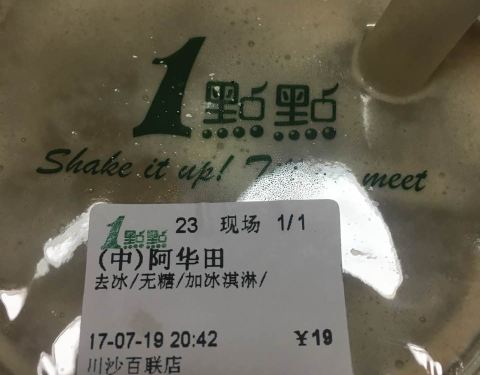 1點點
Shake it up! meet
1點點 23 现场 1/1
(中)阿华田
去冰/无糖/加冰淇淋/
17-07-19 20:42 ¥19
川沙百联店